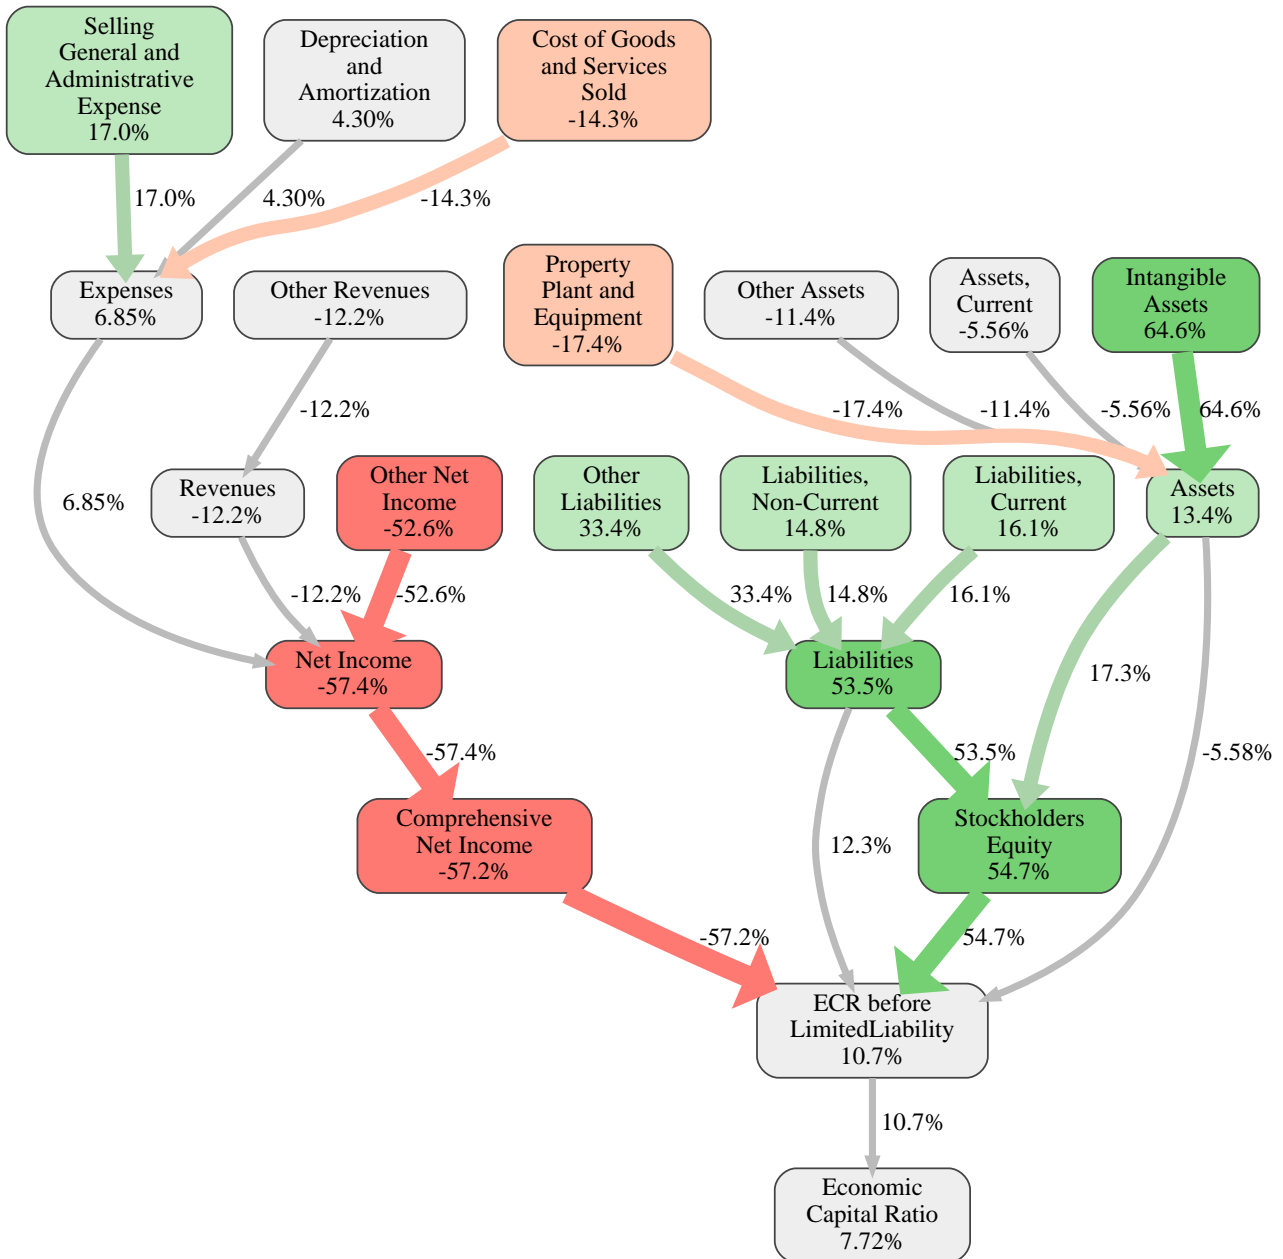 Selling
General and
Administrative
Expense
17.0%
Depreciation
and
Amortization
4.30%
Cost of Goods
and Services
Sold
-14.3%
17.0%
4.30%
-14.3%
Expenses
6.85%
Other Revenues
-12.2%
Property
Plant and
Equipment
-17.4%
Other Assets
-11.4%
Assets,
Current
-5.56%
Intangible
Assets
64.6%
-12.2%
-17.4%
-11.4%
-5.56%
64.6%
6.85%
Revenues
-12.2%
Other Net
Income
-52.6%
Other
Liabilities
33.4%
Liabilities,
Non-Current
14.8%
Liabilities,
Current
16.1%
Assets
13.4%
-12.2%
-52.6%
33.4%
14.8%
16.1%
17.3%
Net Income
-57.4%
Liabilities
53.5%
-57.4%
53.5%
-5.58%
Comprehensive
Net Income
-57.2%
12.3%
Stockholders
Equity
54.7%
-57.2%
54.7%
ECR before
LimitedLiability
10.7%
10.7%
Economic
Capital Ratio
7.72%